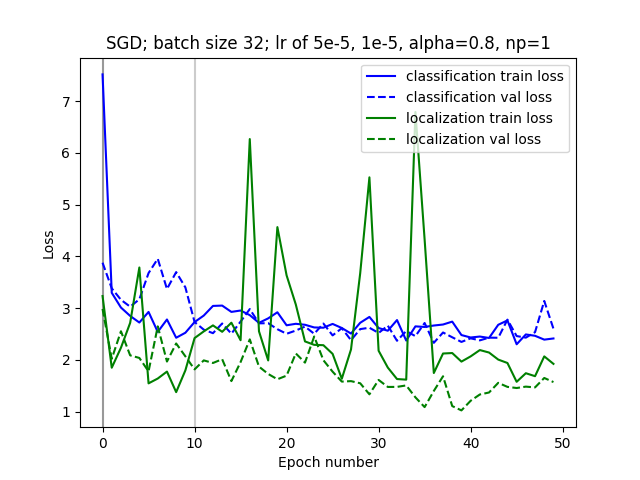 SGD; batch size 32; lr of 5e-5, 1e-5, alpha=0.8, np=1
classification train loss
classification val loss
localization train loss
localization val loss
Loss
7
6
5
4
3
2
1
0
10
20
30
40
50
Epoch number